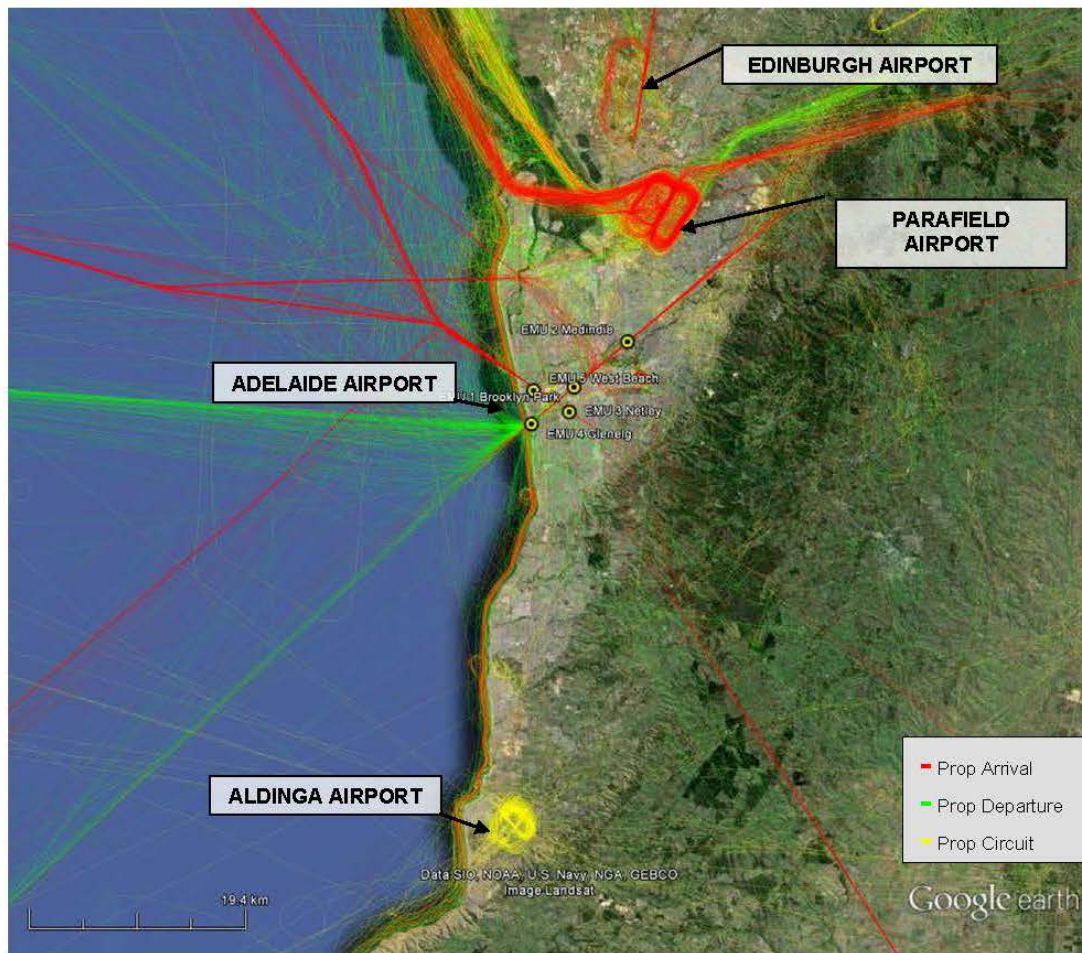 EDINBURGH AIRPORT
PARAFIELD
AIRPORT
EMU 2 Medindie
ADELAIDE AIRPORT
EMU 5 West Beach
EMU 1 Brooklyn Park
EMU 3 Netley
EMU 4 Glenelg
Prop Arrival
Prop Departure
Prop Circuit
ALDINGA AIRPORT
Data SIO, NOAA, U.S. Navy, NGA, GEBCO
Image Landsat
19.4 km
Google earth